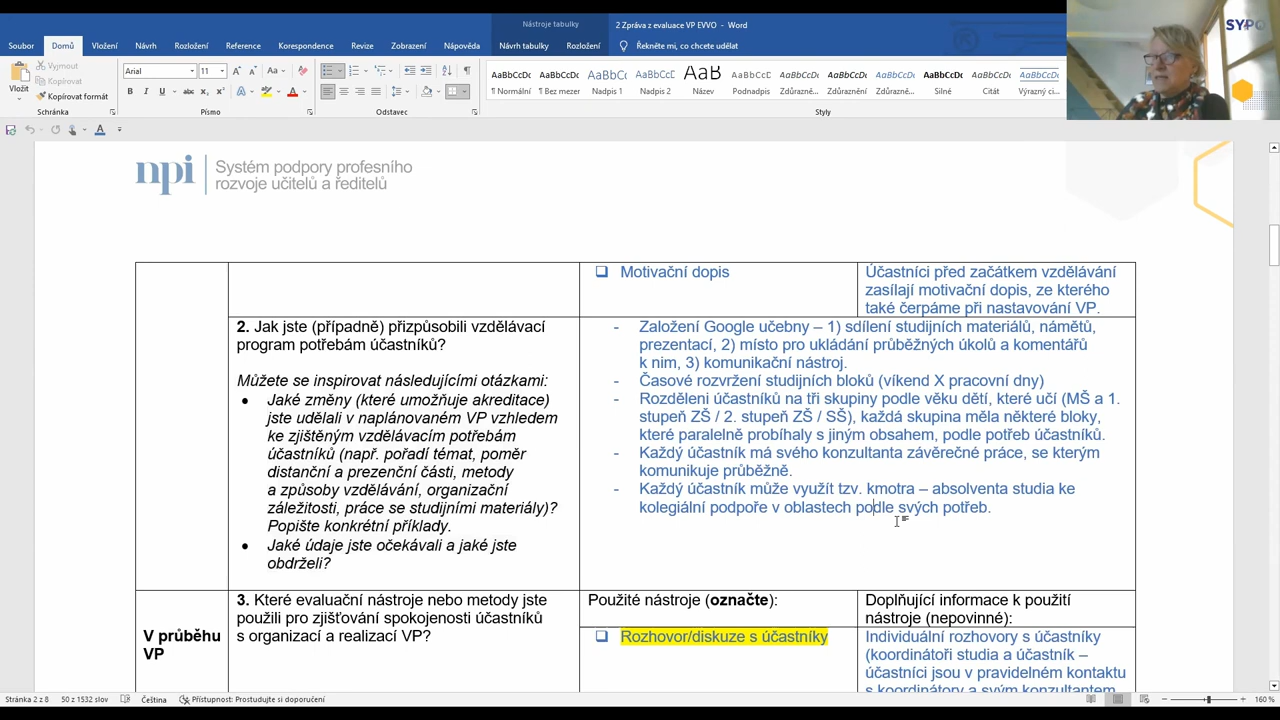 Nástroje tabulky
2 Zpráva z evaluace VP EVVO - Word
Soubor Domů Vložení Návrh Rozložení Reference Korespondence Revize Zobrazení Nápověda Návrh tabulky Rozložení Řekněte mi, co chcete udělat
SYPO
Vložit
Vyjmout
Kopírovat
Kopírovat formát
Schránka
Arial 11
Písmo
Odstavec
¶ Normální ¶ Bez mezer Nadpis 1 Nadpis 2 Název Podnadpis Zdůrazně... Zdůraznění Zdůrazně... Silné Citát Výrazný ci...
Styly
npi
Systém podpory profesního
rozvoje učitelů a ředitelů
❑ Motivační dopis
Účastníci před začátkem vzdělávání
zasílají motivační dopis, ze kterého
také čerpáme při nastavování VP.
2. Jak jste (případně) přizpůsobili vzdělávací
programu potřebám účastníků?
Můžete se inspirovat následujícími otázkami:
• Jaké změny (které umožňuje akreditace)
jste udělali v naplánovaném VP vzhledem
ke zjištěným vzdělávacím potřebám
účastníků (např. pořadí témat, poměr
distanční a prezenční části, metody
a způsoby vzdělávání, organizační
záležitosti, práce se studijními materiály)?
Popište konkrétní příklady.
• Jaké údaje jste očekávali a jaké jste
obdrželi?
- Založení Google učebny – 1) sdílení studijních materiálů, námětů,
prezentací, 2) místo pro ukládání průběžných úkolů a komentářů
k nim, 3) komunikační nástroj.
- Časové rozvržení studijních bloků (víkend X pracovní dny)
- Rozděleni účastníků na tři skupiny podle věku dětí, které učí (MŠ a 1.
stupeň ZŠ / 2. stupeň ZŠ / SŠ), každá skupina měla některé bloky,
které paralelně probíhaly s jiným obsahem, podle potřeb účastníků.
- Každý účastník má svého konzultanta závěrečné práce, se kterým
komunikuje průběžně.
- Každý účastník může využít tzv. kmotra – absolventa studia ke
kolegiální podpoře v oblastech podle svých potřeb.
V průběhu
VP
3. Které evaluační nástroje nebo metody jste
použili pro zjišťování spokojenosti účastníků
s organizací a realizací VP?
Použité nástroje (označte):
❑ Rozhovor/diskuze s účastníky
Doplňující informace k použití
nástroje (nepovinné):
Individuální rozhovory s účastníky
(koordinátoři studia a účastník –
účastníci jsou v pravidelném kontaktu
s koordinátory a svým konzultantem
Stránka 2 z 8 50 z 1532 slov Čeština Přístupnost: Prostudujte si doporučení 160 %